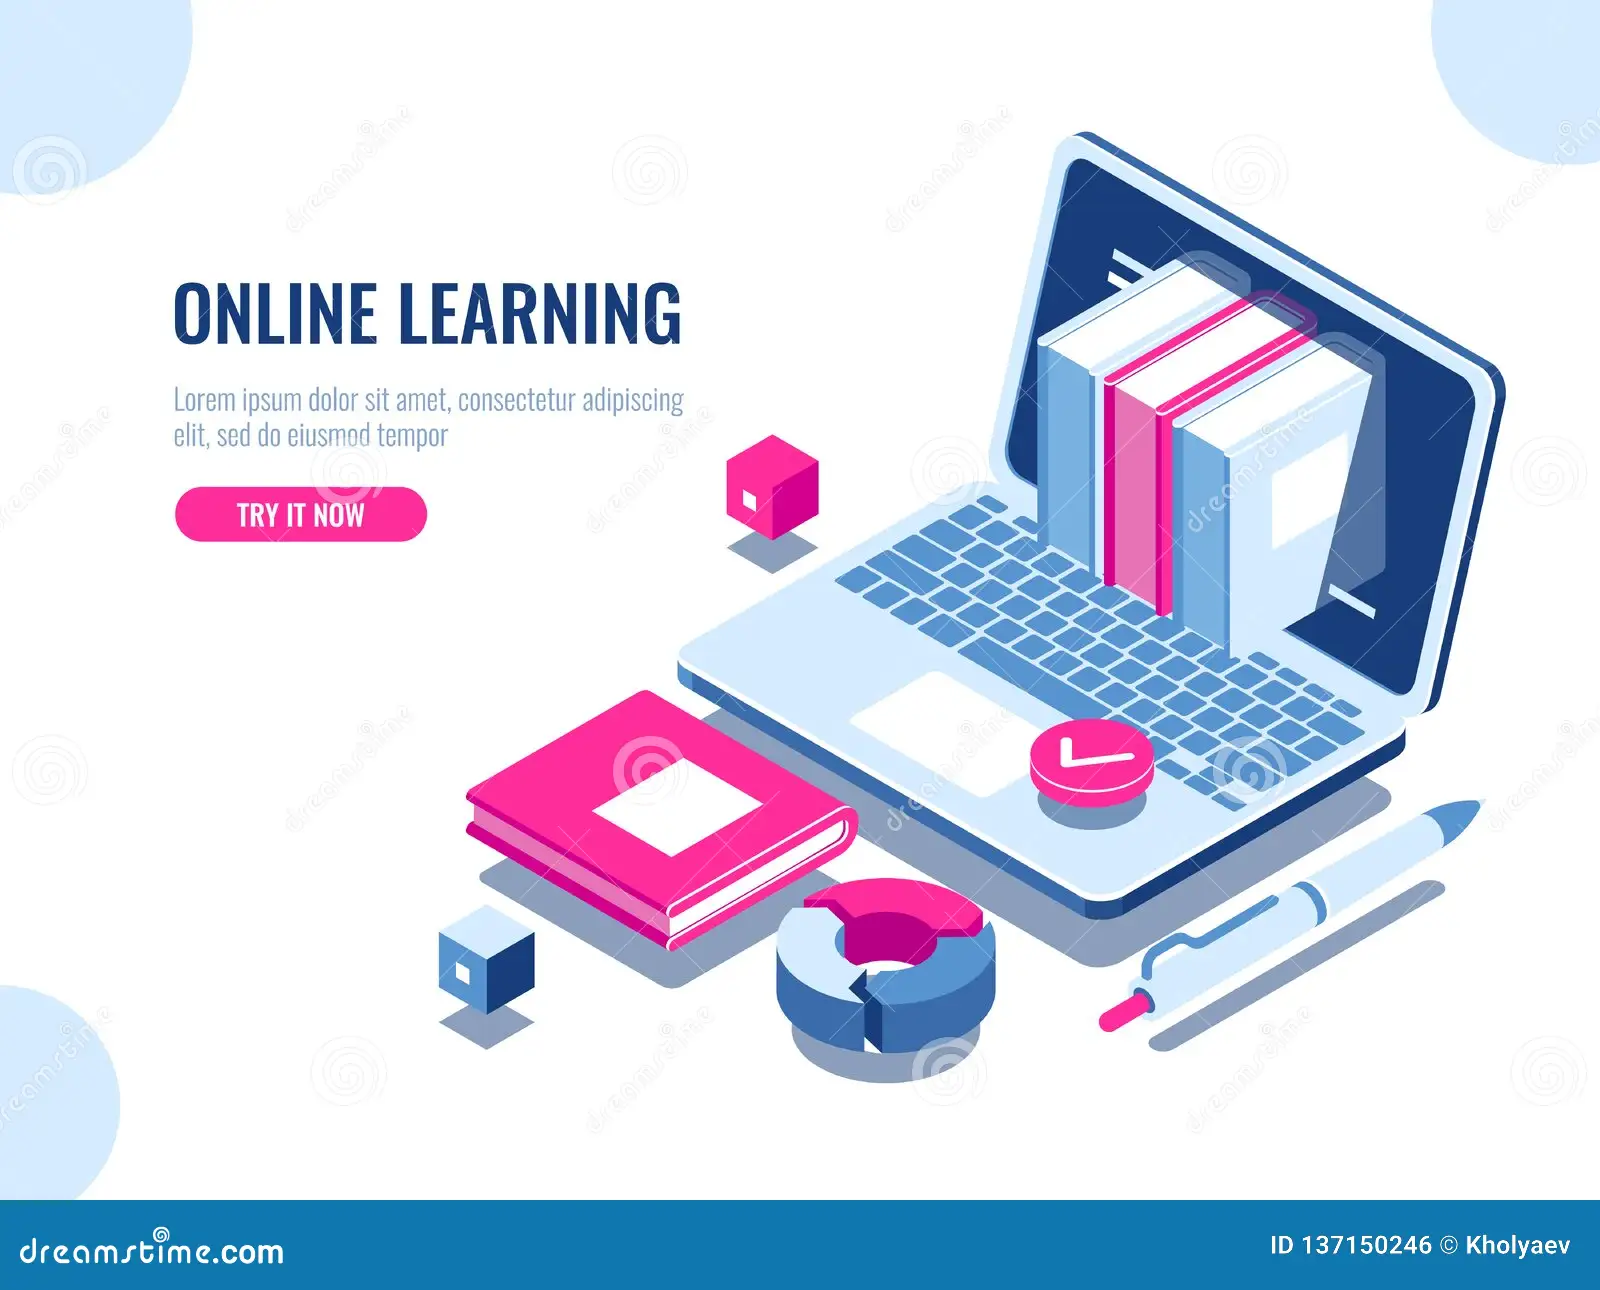 ONLINE LEARNING
Lorem ipsum dolor sit amet, consectetur adipiscing
elit, sed do eiusmod tempor
TRY IT NOW
dreamstime.com
ID 137150246 © Kholyaev